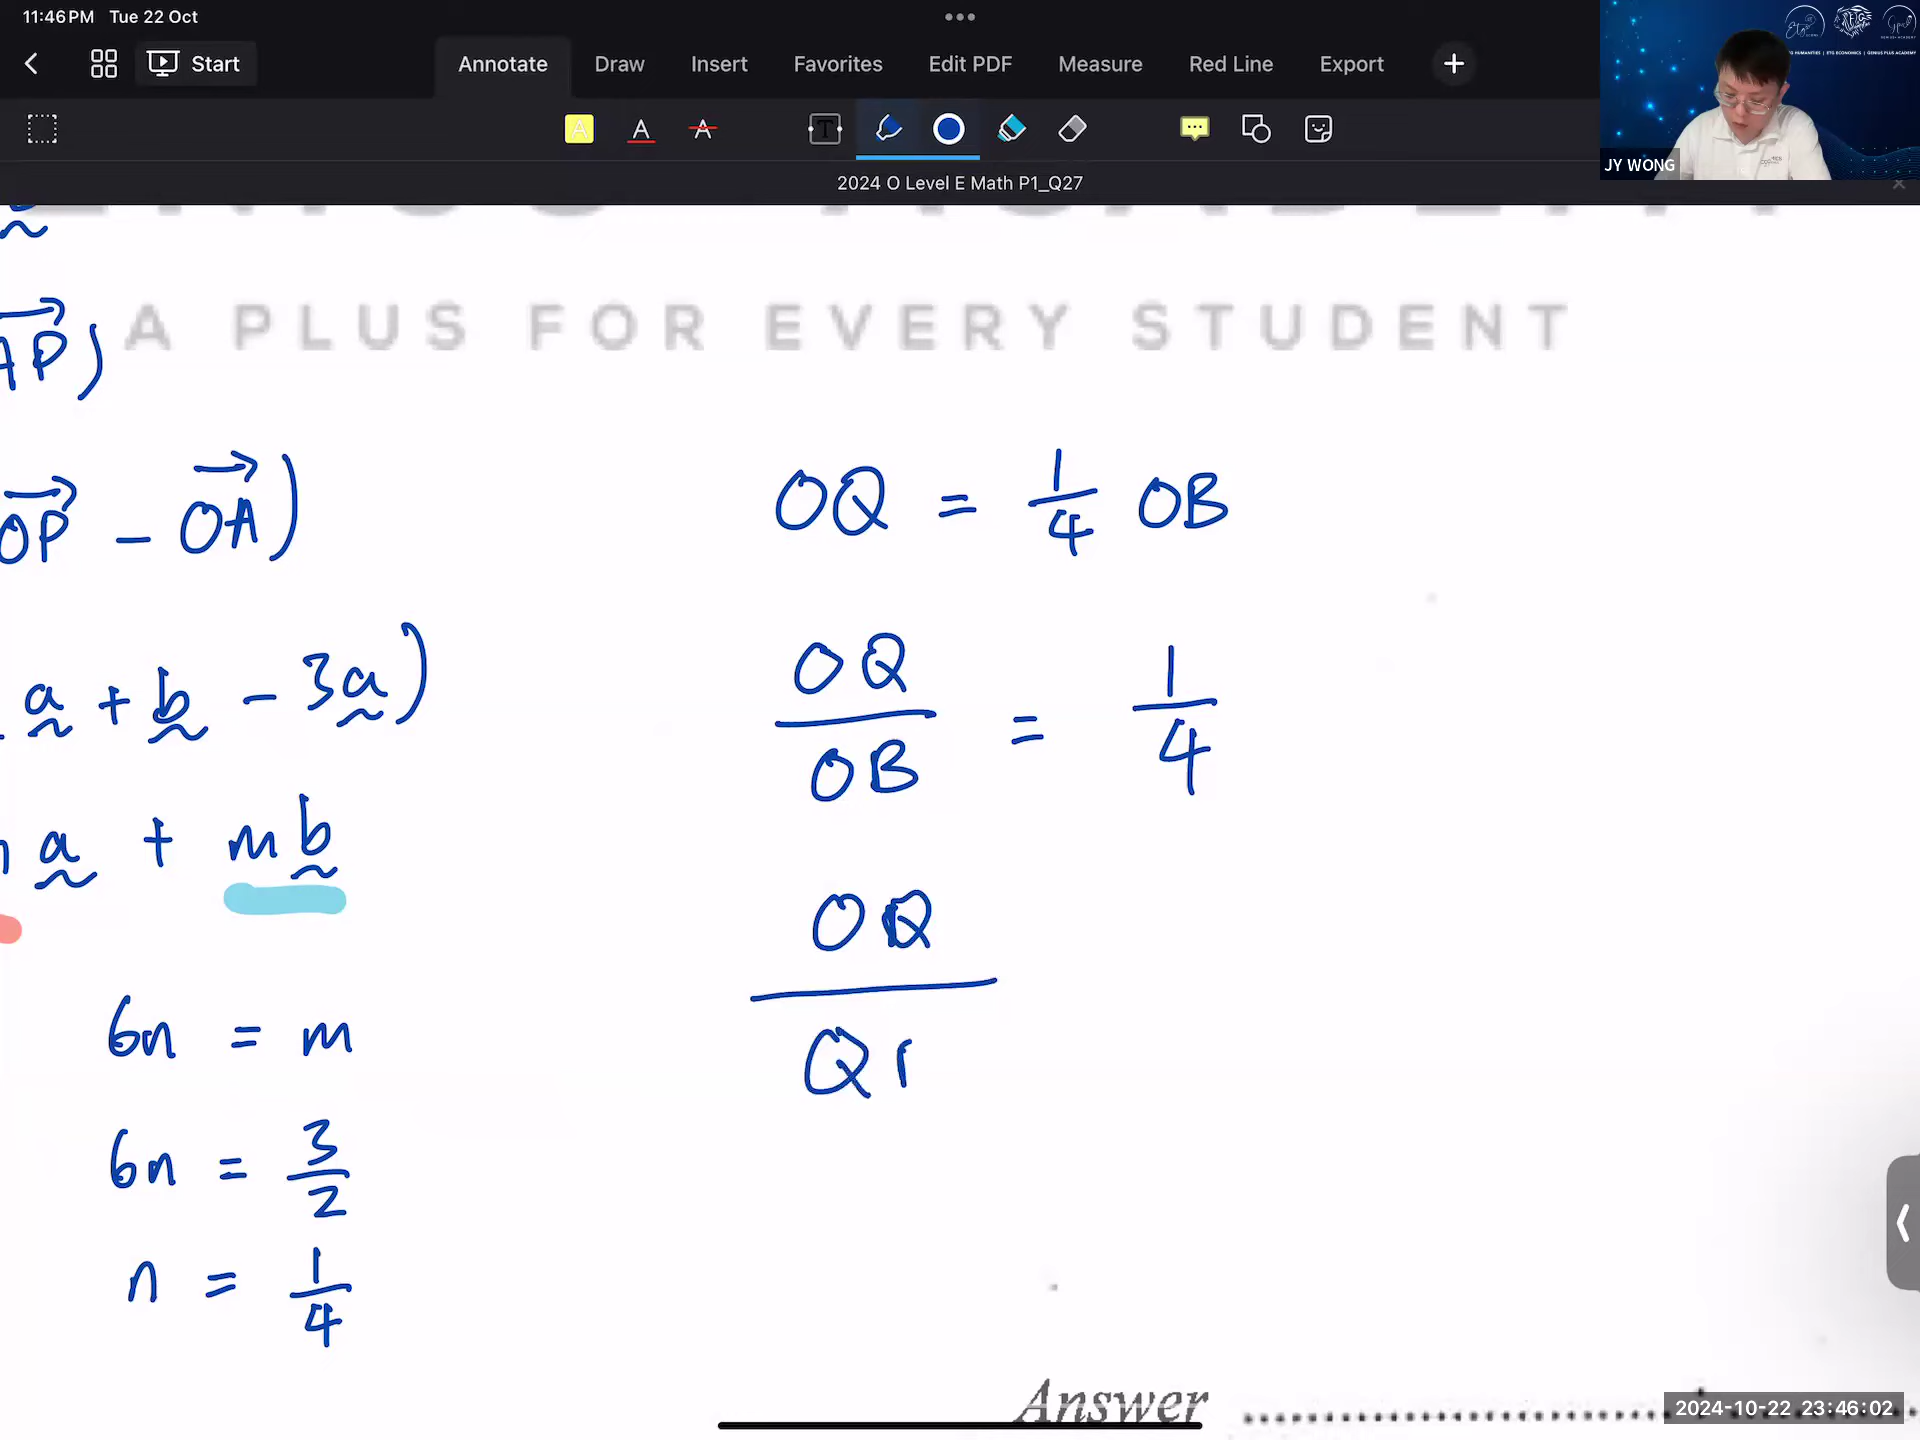 11:46 PM Tue 22 Oct
Start
Annotate Draw Insert Favorites Edit PDF Measure Red Line Export
JY WONG
2024 O Level E Math P1_Q27
A PLUS FOR EVERY STUDENT
AP)
OP - OA)
a + b - 3a)
a + mb
6n = m
6n = 3/2
n = 1/4
OQ = 1/4 OB
OQ/OB = 1/4
OQ
Q
Answer
2024-10-22 23:46:02